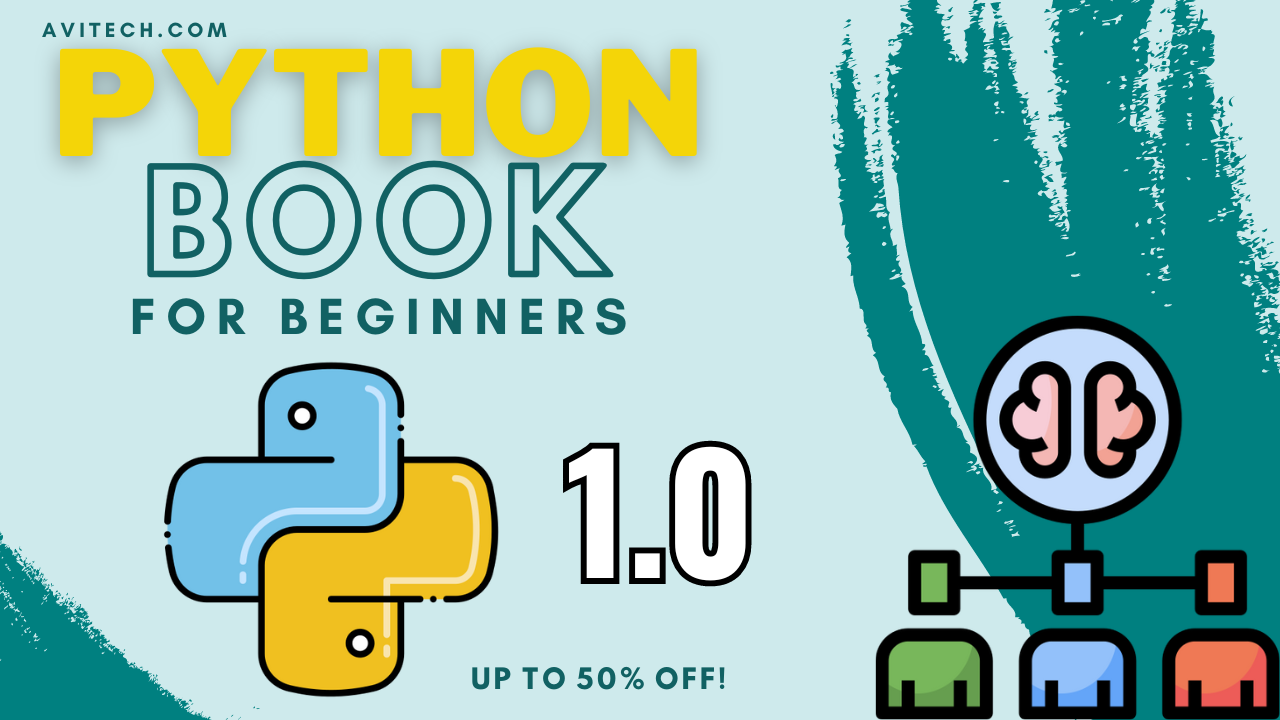 AVITECH.COM
PYTHON
BOOK
FOR BEGINNERS
1.0
UP TO 50% OFF!